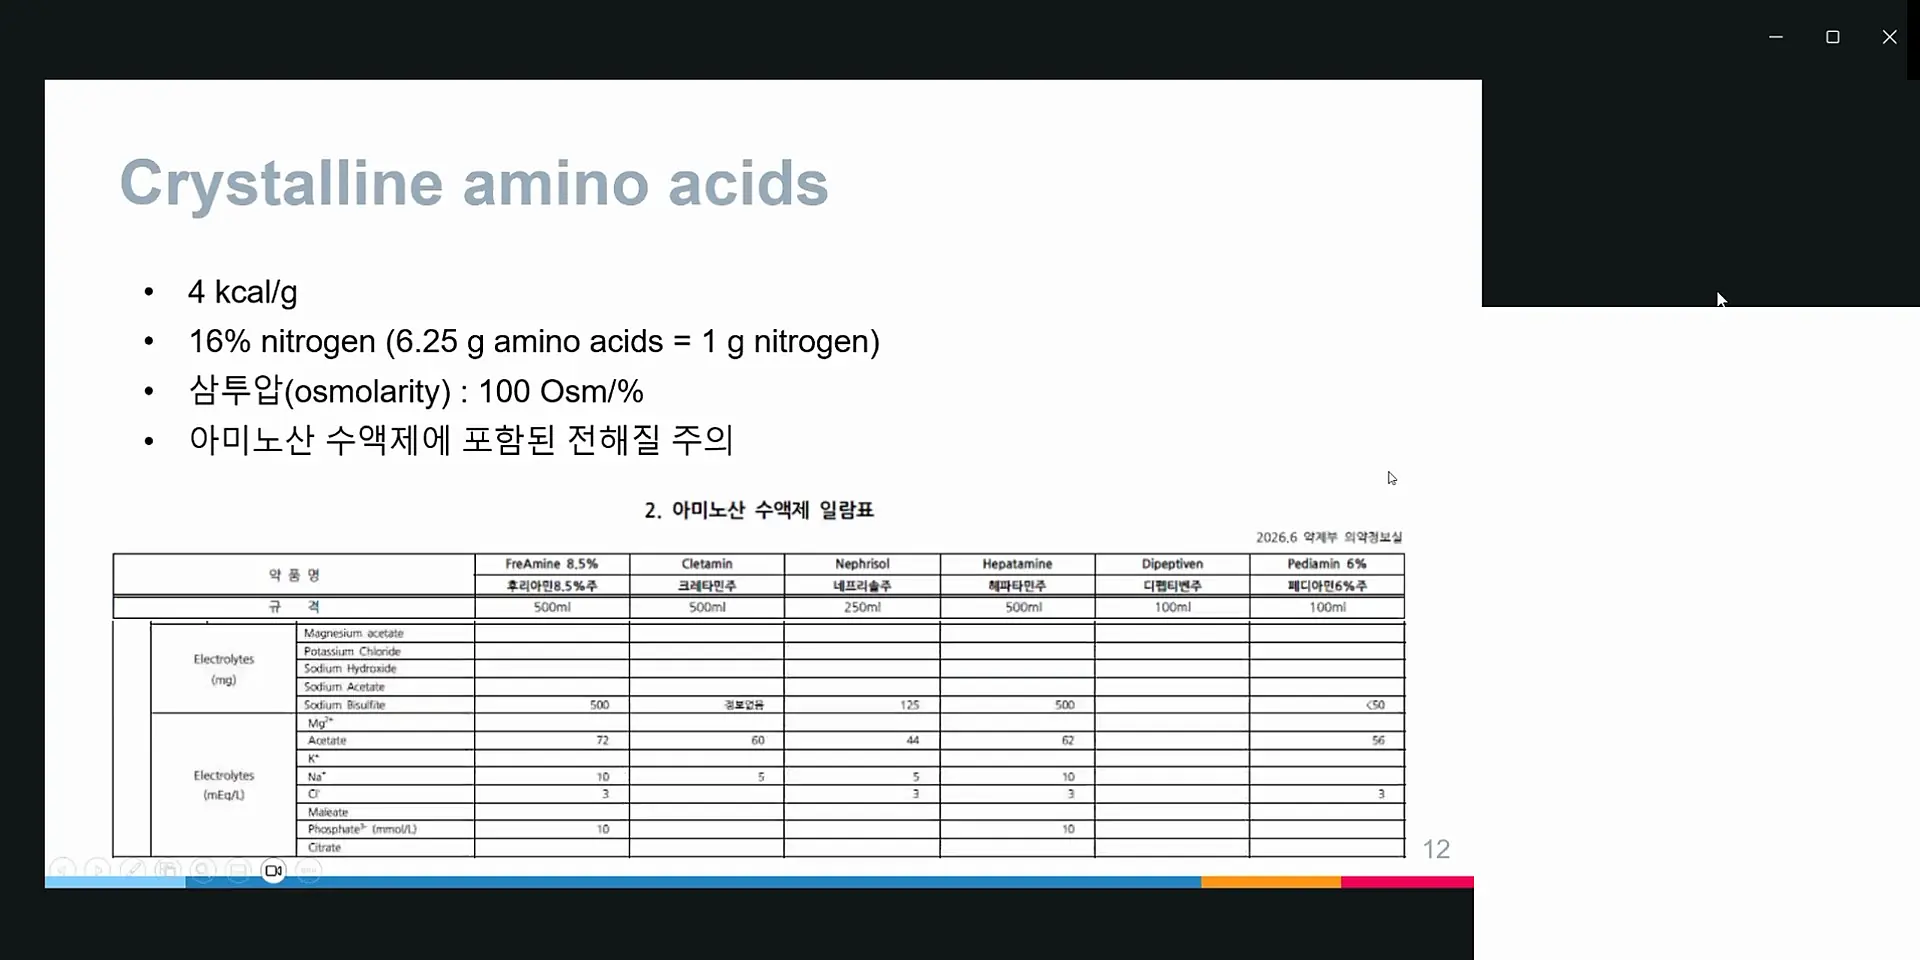 Crystalline amino acids
• 4 kcal/g
• 16% nitrogen (6.25 g amino acids = 1 g nitrogen)
• 삼투압(osmolarity) : 100 Osm/%
• 아미노산 수액제에 포함된 전해질 주의
2. 아미노산 수액제 일람표
2026.6 약제부 의약정보실
약 품 명 FreAmine 8.5% Cletamin Nephrisol Hepatamine Dipeptiven Pediamin 6%
후리아민8.5%주 크레타민주 네프리솔주 헤파타민주 디펩티벤주 페디아민6%주
규 격 500ml 500ml 250ml 500ml 100ml 100ml
Electrolytes (mg)
Magnesium acetate
Potassium Chloride
Sodium Hydroxide
Sodium Acetate
Sodium Bisulfite 500 정보없음 125 500 <50
Electrolytes (mEq/L)
Mg2+
Acetate 72 60 44 62 56
K+
Na+ 10 5 5 10
Cl- 3 3 3 3
Maleate
Phosphate3- (mmol/L) 10 10
Citrate
12